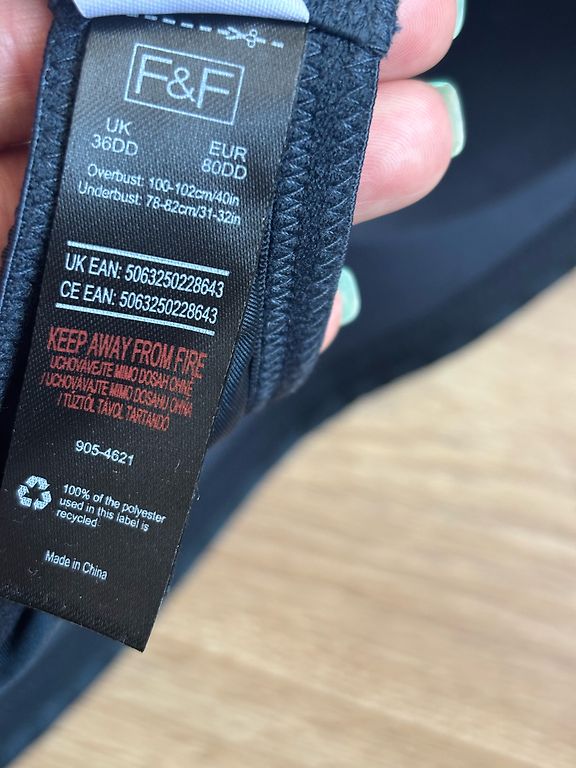 F&F
UK EUR
36DD 80DD
Overbust: 100-102cm/40in
Underbust: 78-82cm/31-32in
UK EAN: 5063250228643
CE EAN: 5063250228643
KEEP AWAY FROM FIRE
UCHOVÁVEJTE MIMO DOSAH OHNĚ
/ UCHOVÁVAJTE MIMO DOSAHU OHŇA
/ TŰZTŐL TÁVOL TARTANDÓ
905-4621
100% of the polyester
used in this label is
recycled.
Made in China